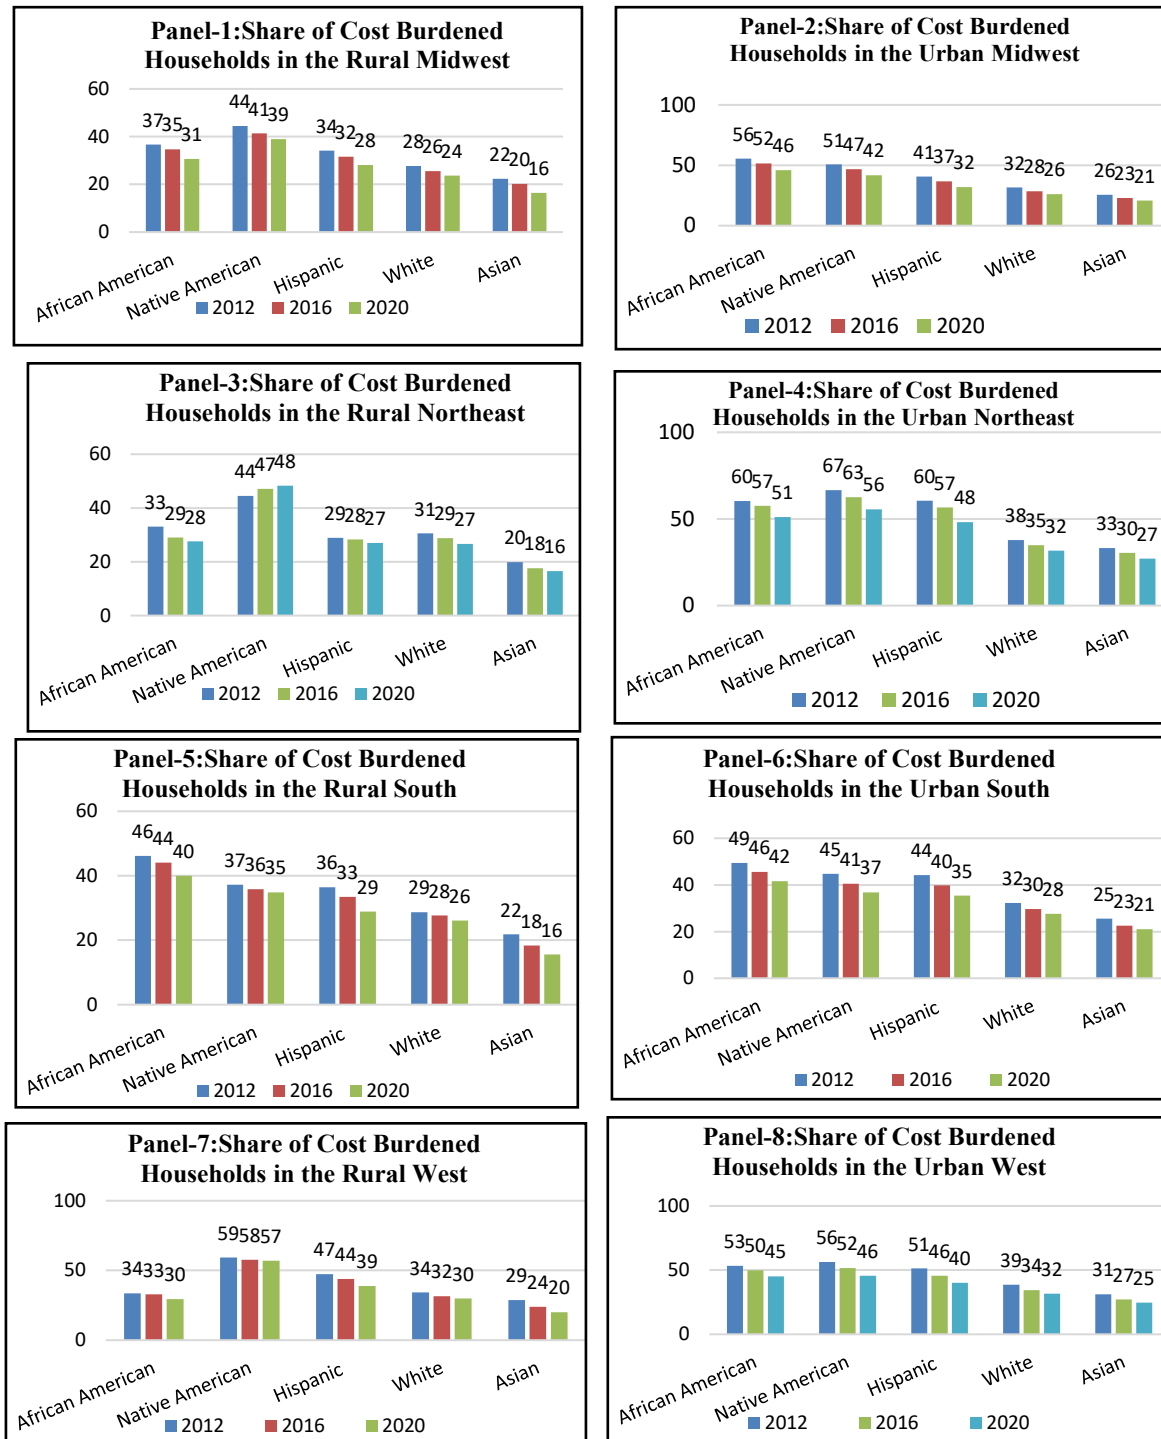 Panel-1:Share of Cost Burdened
Households in the Rural Midwest
60
40
20
0
37 35 31
44 41 39
34 32 28
28 26 24
22 20 16
African American
Native American
Hispanic
White
Asian
2012 2016 2020
Panel-2:Share of Cost Burdened
Households in the Urban Midwest
100
50
0
56 52 46
51 47 42
41 37 32
32 28 26
26 23 21
African American
Native American
Hispanic
White
Asian
2012 2016 2020
Panel-3:Share of Cost Burdened
Households in the Rural Northeast
60
40
20
0
33 29 28
44 47 48
29 28 27
31 29 27
20 18 16
African American
Native American
Hispanic
White
Asian
2012 2016 2020
Panel-4:Share of Cost Burdened
Households in the Urban Northeast
100
50
0
60 57 51
67 63 56
60 57 48
38 35 32
33 30 27
African American
Native American
Hispanic
White
Asian
2012 2016 2020
Panel-5:Share of Cost Burdened
Households in the Rural South
60
40
20
0
46 44 40
37 36 35
36 33 29
29 28 26
22 18 16
African American
Native American
Hispanic
White
Asian
2012 2016 2020
Panel-6:Share of Cost Burdened
Households in the Urban South
60
40
20
0
49 46 42
45 41 37
44 40 35
32 30 28
25 23 21
African American
Native American
Hispanic
White
Asian
2012 2016 2020
Panel-7:Share of Cost Burdened
Households in the Rural West
100
50
0
34 33 30
59 58 57
47 44 39
34 32 30
29 24 20
African American
Native American
Hispanic
White
Asian
2012 2016 2020
Panel-8:Share of Cost Burdened
Households in the Urban West
100
50
0
53 50 45
56 52 46
51 46 40
39 34 32
31 27 25
African American
Native American
Hispanic
White
Asian
2012 2016 2020